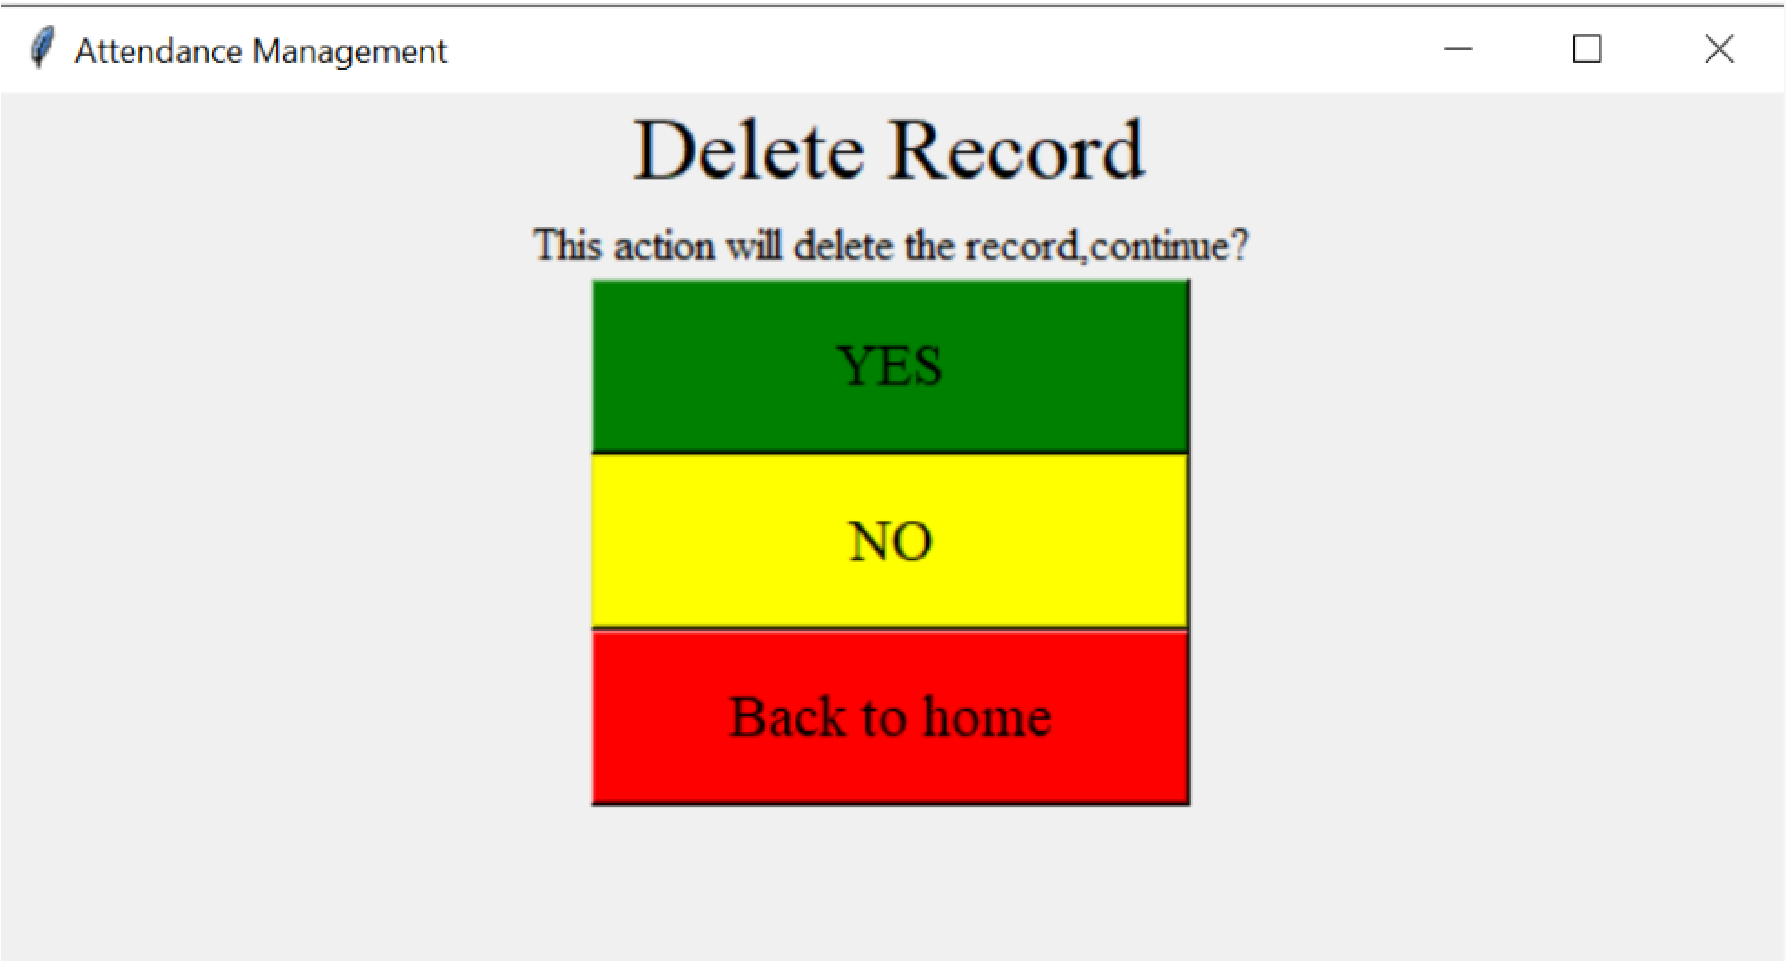 Attendance Management
Delete Record
This action will delete the record,continue?
YES
NO
Back to home